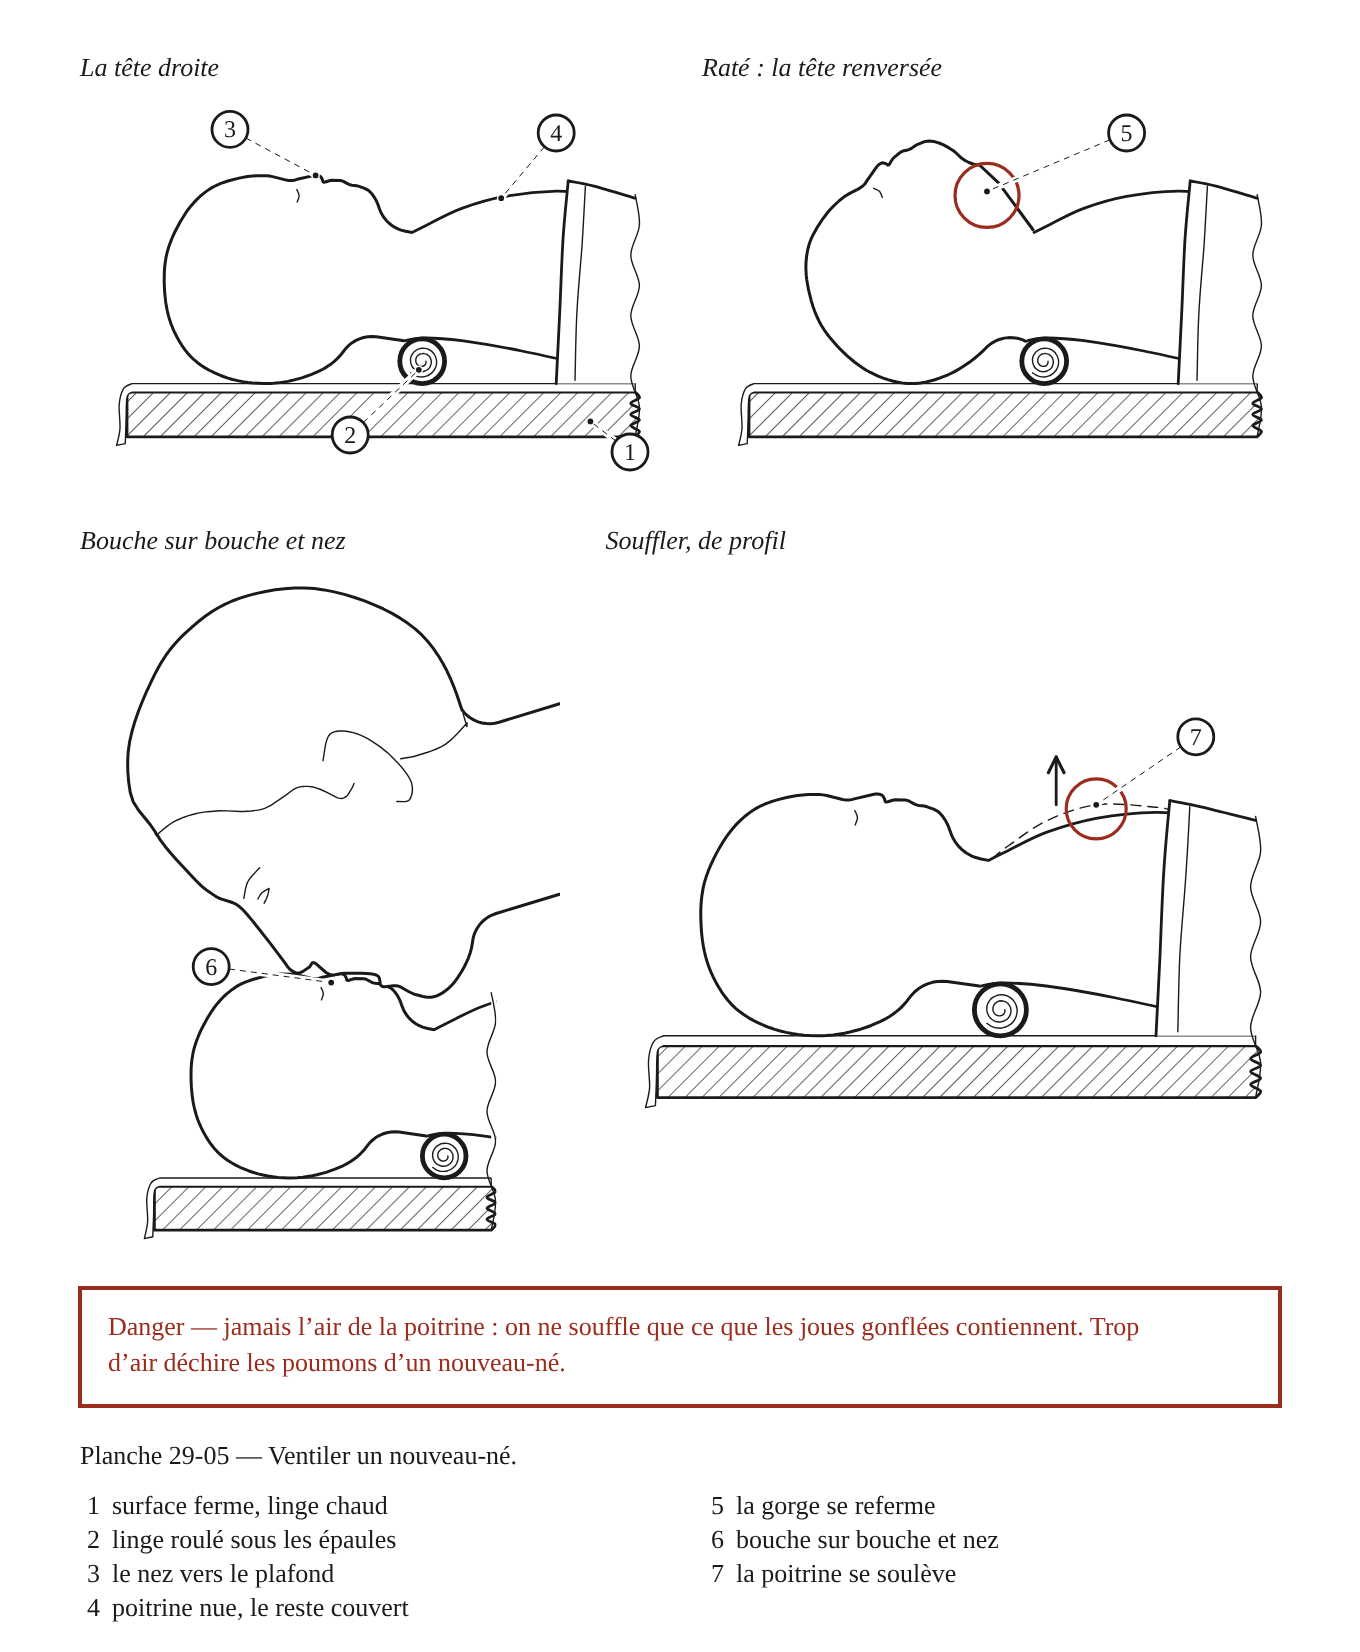 La tête droite
Raté : la tête renversée
3
4
5
2
1
Bouche sur bouche et nez
Souffler, de profil
7
6
Danger — jamais l’air de la poitrine : on ne souffle que ce que les joues gonflées contiennent. Trop
d’air déchire les poumons d’un nouveau-né.
Planche 29-05 — Ventiler un nouveau-né.
1 surface ferme, linge chaud
2 linge roulé sous les épaules
3 le nez vers le plafond
4 poitrine nue, le reste couvert
5 la gorge se referme
6 bouche sur bouche et nez
7 la poitrine se soulève